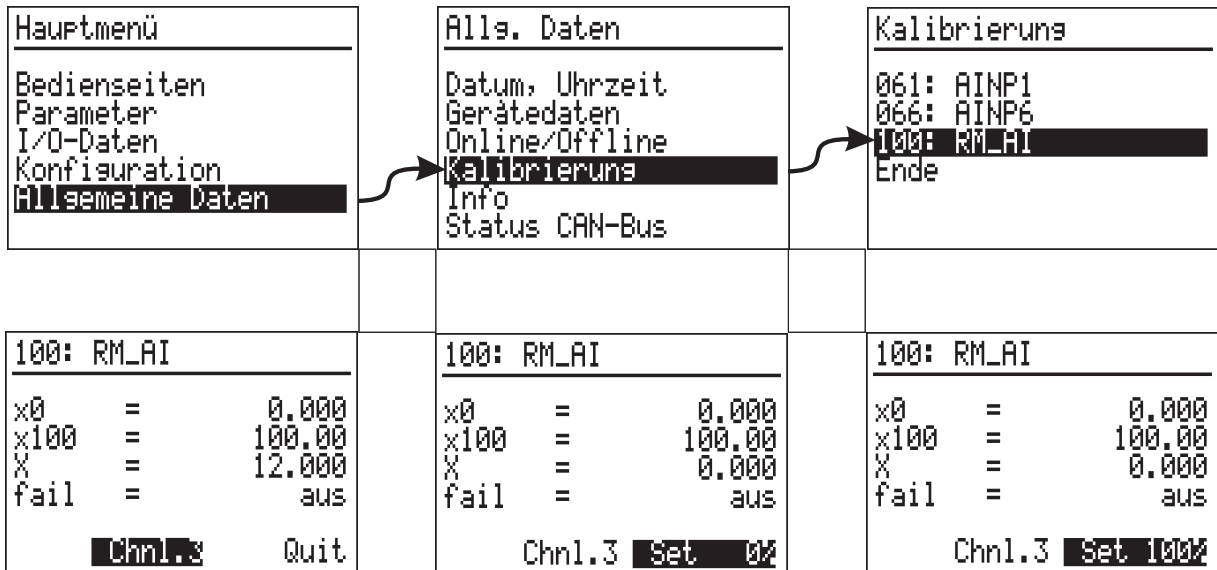 Hauptmenü
Bedienseiten
Parameter
I/O-Daten
Konfiguration
Allgemeine Daten
Allg. Daten
Datum, Uhrzeit
Gerätedaten
Online/Offline
Kalibrierung
Info
Status CAN-Bus
Kalibrierung
061: AINP1
066: AINP6
100: RM_AI
Ende
100: RM_AI
x0 = 0.000
x100 = 100.00
X = 12.000
fail = aus
Chnl.3 Quit
100: RM_AI
x0 = 0.000
x100 = 100.00
X = 0.000
fail = aus
Chnl.3 Set 0%
100: RM_AI
x0 = 0.000
x100 = 100.00
X = 0.000
fail = aus
Chnl.3 Set 100%